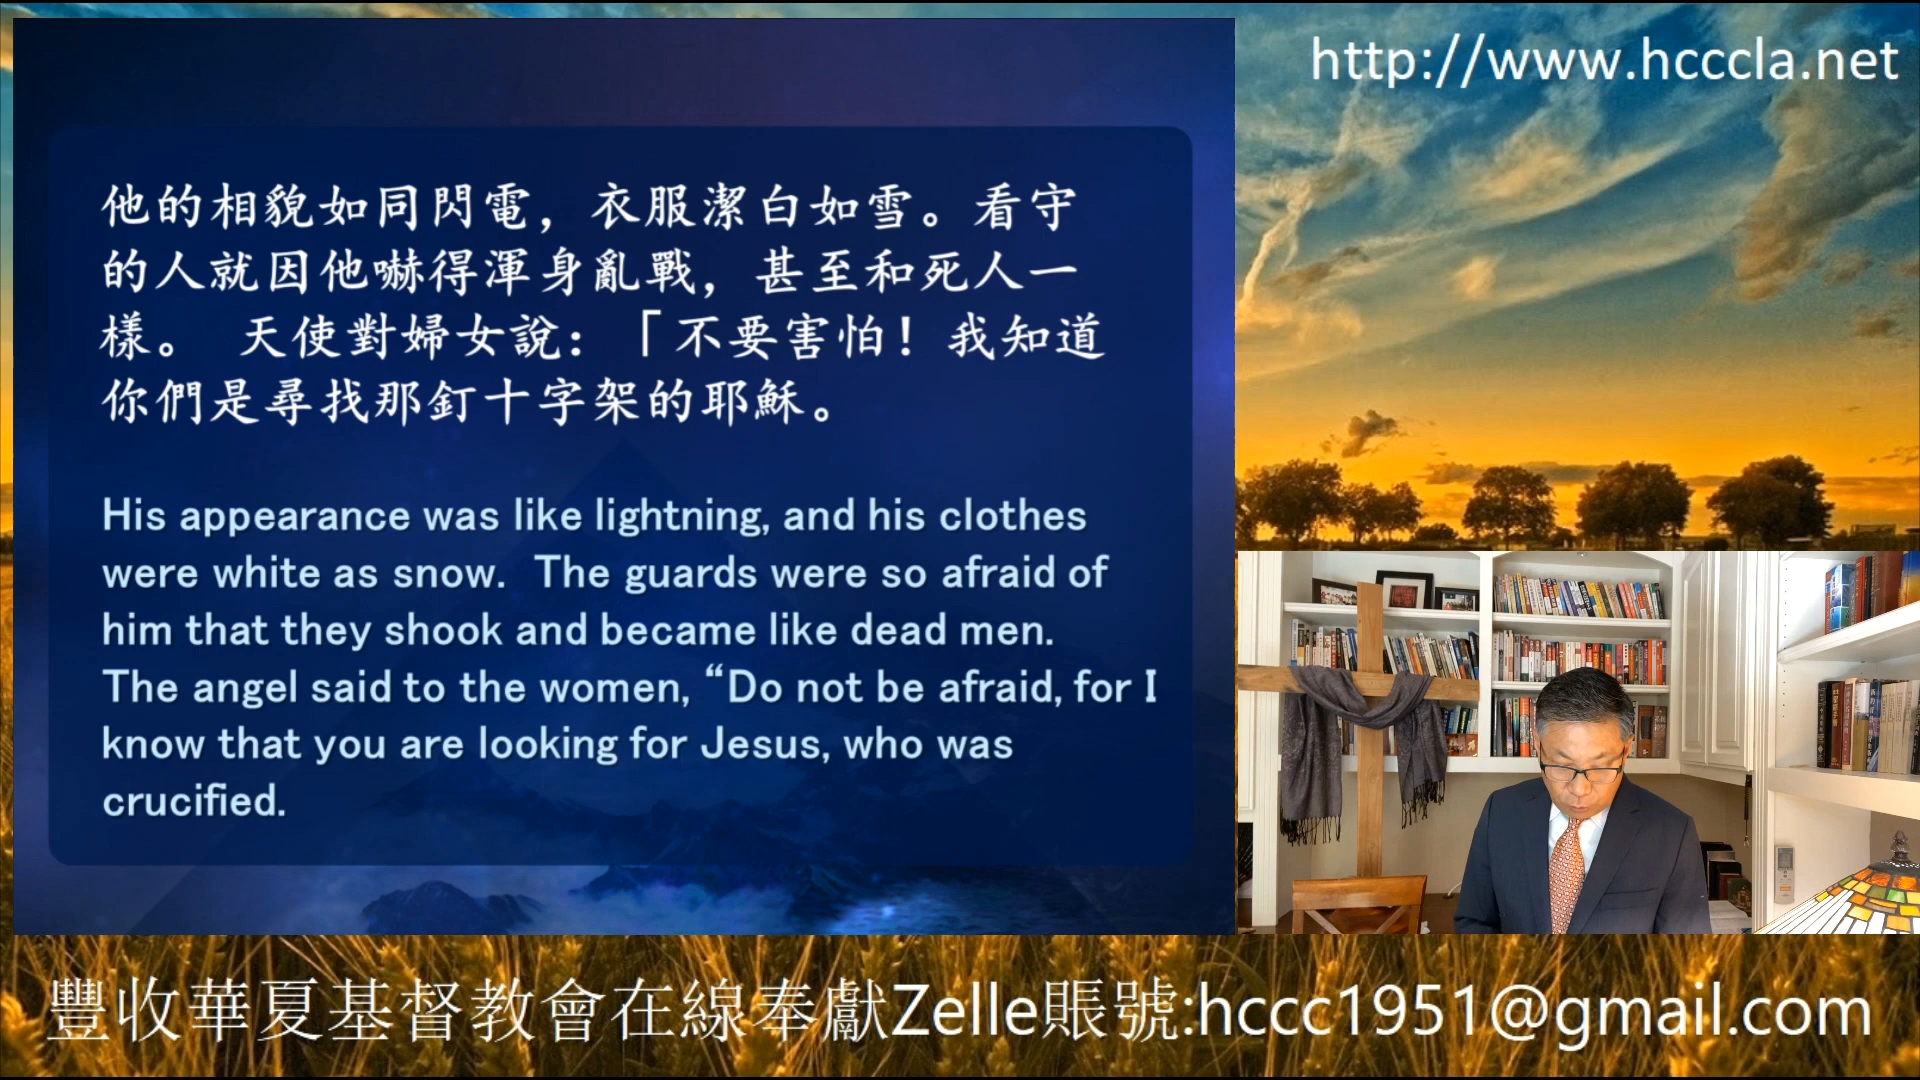 http://www.hcccla.net
他的相貌如同閃電，衣服潔白如雪。看守
的人就因他嚇得渾身亂戰，甚至和死人一
樣。 天使對婦女說：「不要害怕！我知道
你們是尋找那釘十字架的耶穌。
His appearance was like lightning, and his clothes
were white as snow.  The guards were so afraid of
him that they shook and became like dead men.
The angel said to the women, “Do not be afraid, for I
know that you are looking for Jesus, who was
crucified.
豐收華夏基督教會在線奉獻Zelle賬號:hccc1951@gmail.com